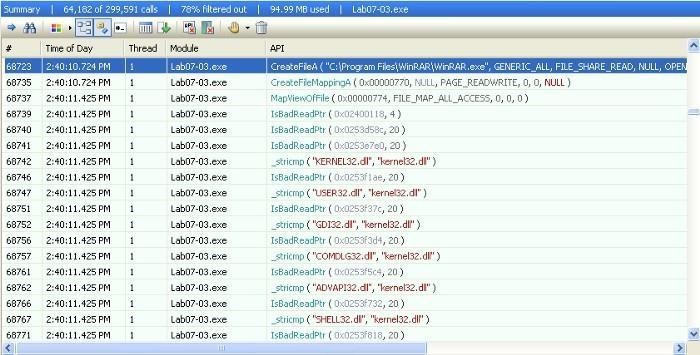 Summary | 64,182 of 299,591 calls | 78% filtered out | 94.99 MB used | Lab07-03.exe
# Time of Day Thread Module API
68723 2:40:10.724 PM 1 Lab07-03.exe CreateFileA ( "C:\Program Files\WinRAR\WinRAR.exe", GENERIC_ALL, FILE_SHARE_READ, NULL, OPEN
68735 2:40:10.724 PM 1 Lab07-03.exe CreateFileMappingA ( 0x00000770, NULL, PAGE_READWRITE, 0, 0, NULL )
68737 2:40:11.425 PM 1 Lab07-03.exe MapViewOfFile ( 0x00000774, FILE_MAP_ALL_ACCESS, 0, 0, 0 )
68739 2:40:11.425 PM 1 Lab07-03.exe IsBadReadPtr ( 0x02400118, 4 )
68740 2:40:11.425 PM 1 Lab07-03.exe IsBadReadPtr ( 0x0253d58c, 20 )
68741 2:40:11.425 PM 1 Lab07-03.exe IsBadReadPtr ( 0x0253e7e0, 20 )
68742 2:40:11.425 PM 1 Lab07-03.exe _stricmp ( "KERNEL32.dll", "kernel32.dll" )
68746 2:40:11.425 PM 1 Lab07-03.exe IsBadReadPtr ( 0x0253f1ae, 20 )
68747 2:40:11.425 PM 1 Lab07-03.exe _stricmp ( "USER32.dll", "kernel32.dll" )
68751 2:40:11.425 PM 1 Lab07-03.exe IsBadReadPtr ( 0x0253f37c, 20 )
68752 2:40:11.425 PM 1 Lab07-03.exe _stricmp ( "GDI32.dll", "kernel32.dll" )
68756 2:40:11.425 PM 1 Lab07-03.exe IsBadReadPtr ( 0x0253f3d4, 20 )
68757 2:40:11.425 PM 1 Lab07-03.exe _stricmp ( "COMDLG32.dll", "kernel32.dll" )
68761 2:40:11.425 PM 1 Lab07-03.exe IsBadReadPtr ( 0x0253f5c4, 20 )
68762 2:40:11.425 PM 1 Lab07-03.exe _stricmp ( "ADVAPI32.dll", "kernel32.dll" )
68766 2:40:11.425 PM 1 Lab07-03.exe IsBadReadPtr ( 0x0253f732, 20 )
68767 2:40:11.425 PM 1 Lab07-03.exe _stricmp ( "SHELL32.dll", "kernel32.dll" )
68771 2:40:11.425 PM 1 Lab07-03.exe IsBadReadPtr ( 0x0253f818, 20 )